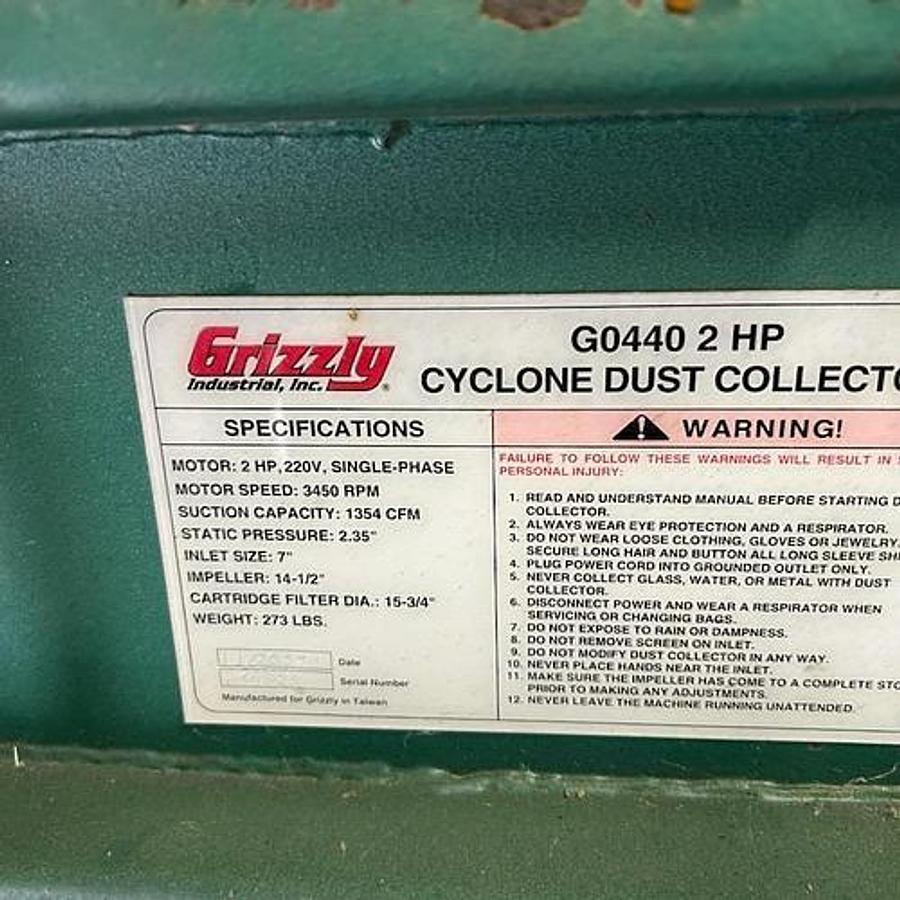 Grizzly
Industrial, Inc.®
G0440 2 HP
CYCLONE DUST COLLECTO
SPECIFICATIONS
MOTOR: 2 HP, 220V, SINGLE-PHASE
MOTOR SPEED: 3450 RPM
SUCTION CAPACITY: 1354 CFM
STATIC PRESSURE: 2.35"
INLET SIZE: 7"
IMPELLER: 14-1/2"
CARTRIDGE FILTER DIA.: 15-3/4"
WEIGHT: 273 LBS.
Date
Serial Number
Manufactured for Grizzly in Taiwan
WARNING!
FAILURE TO FOLLOW THESE WARNINGS WILL RESULT IN
PERSONAL INJURY:
1. READ AND UNDERSTAND MANUAL BEFORE STARTING D
COLLECTOR.
2. ALWAYS WEAR EYE PROTECTION AND A RESPIRATOR.
3. DO NOT WEAR LOOSE CLOTHING, GLOVES OR JEWELRY.
SECURE LONG HAIR AND BUTTON ALL LONG SLEEVE SHI
4. PLUG POWER CORD INTO GROUNDED OUTLET ONLY.
5. NEVER COLLECT GLASS, WATER, OR METAL WITH DUST
COLLECTOR.
6. DISCONNECT POWER AND WEAR A RESPIRATOR WHEN
SERVICING OR CHANGING BAGS.
7. DO NOT EXPOSE TO RAIN OR DAMPNESS.
8. DO NOT REMOVE SCREEN ON INLET.
9. DO NOT MODIFY DUST COLLECTOR IN ANY WAY.
10. NEVER PLACE HANDS NEAR THE INLET.
11. MAKE SURE THE IMPELLER HAS COME TO A COMPLETE STO
PRIOR TO MAKING ANY ADJUSTMENTS.
12. NEVER LEAVE THE MACHINE RUNNING UNATTENDED.